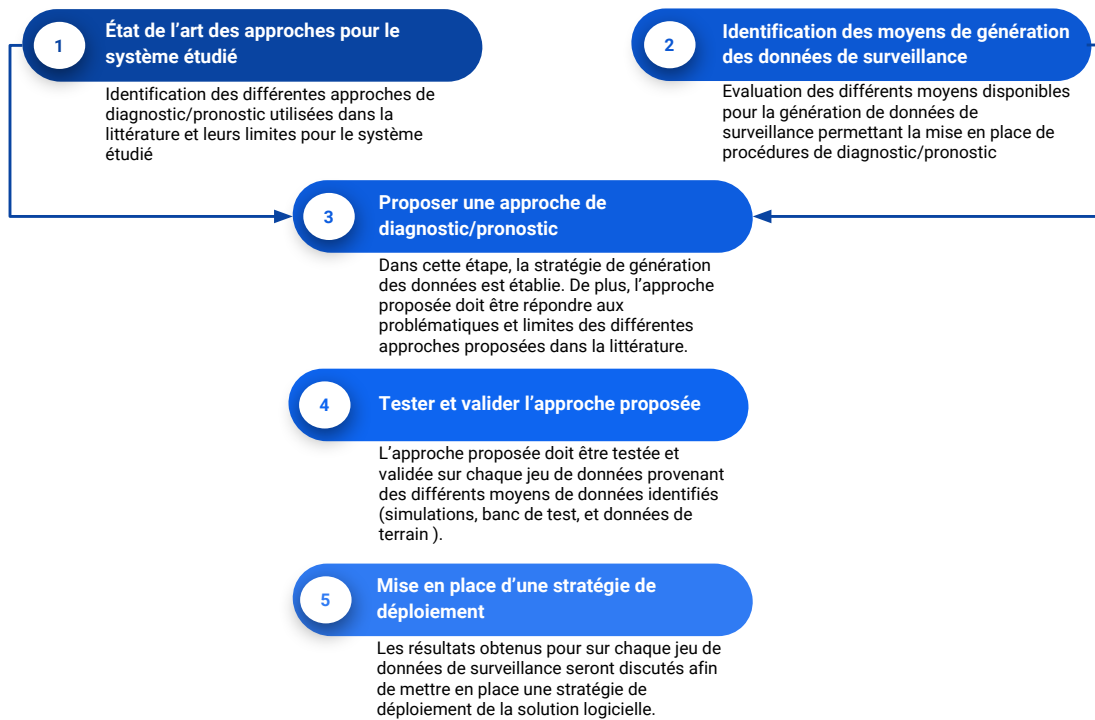 1
État de l'art des approches pour le
système étudié
Identification des différentes approches de
diagnostic/pronostic utilisées dans la
littérature et leurs limites pour le système
étudié
2
Identification des moyens de génération
des données de surveillance
Evaluation des différents moyens disponibles
pour la génération de données de
surveillance permettant la mise en place de
procédures de diagnostic/pronostic
3
Proposer une approche de
diagnostic/pronostic
Dans cette étape, la stratégie de génération
des données est établie. De plus, l'approche
proposée doit être répondre aux
problématiques et limites des différentes
approches proposées dans la littérature.
4
Tester et valider l'approche proposée
L'approche proposée doit être testée et
validée sur chaque jeu de données provenant
des différents moyens de données identifiés
(simulations, banc de test, et données de
terrain ).
5
Mise en place d'une stratégie de
déploiement
Les résultats obtenus pour sur chaque jeu de
données de surveillance seront discutés afin
de mettre en place une stratégie de
déploiement de la solution logicielle.